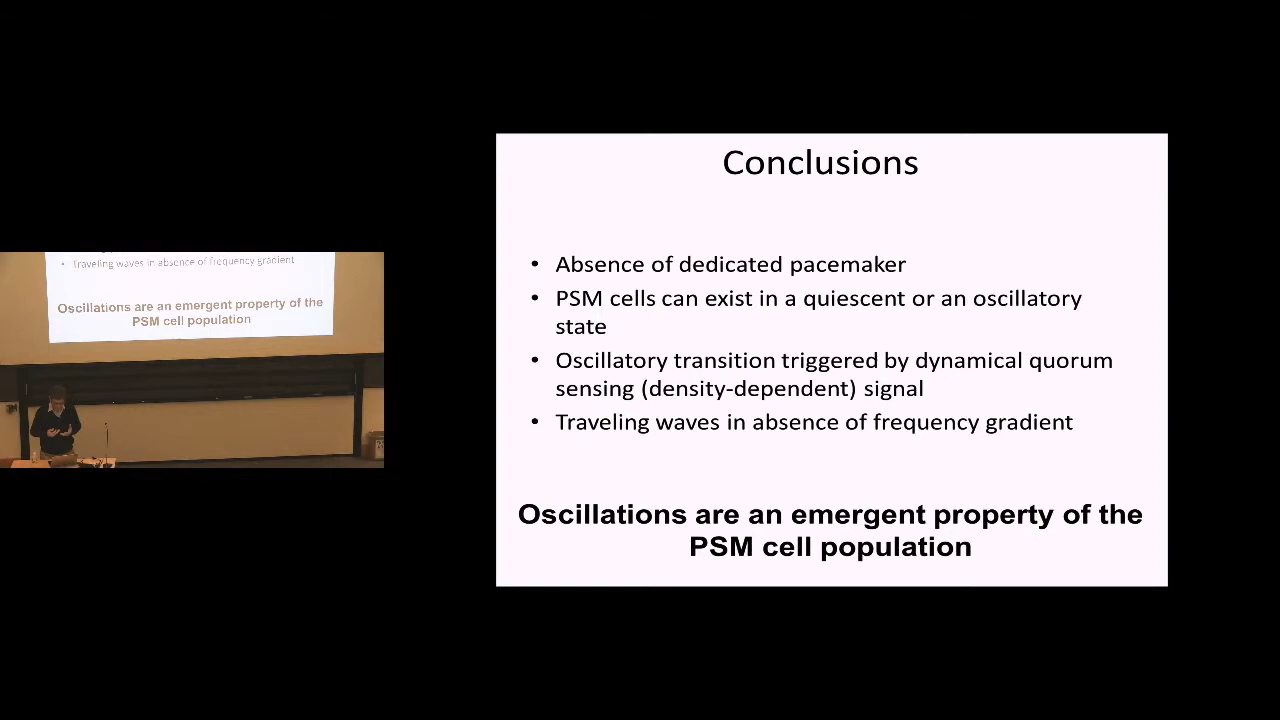 Conclusions
• Absence of dedicated pacemaker
• PSM cells can exist in a quiescent or an oscillatory
state
• Oscillatory transition triggered by dynamical quorum
sensing (density-dependent) signal
• Traveling waves in absence of frequency gradient
Oscillations are an emergent property of the
PSM cell population
• Traveling waves in absence of frequency gradient
Oscillations are an emergent property of the
PSM cell population